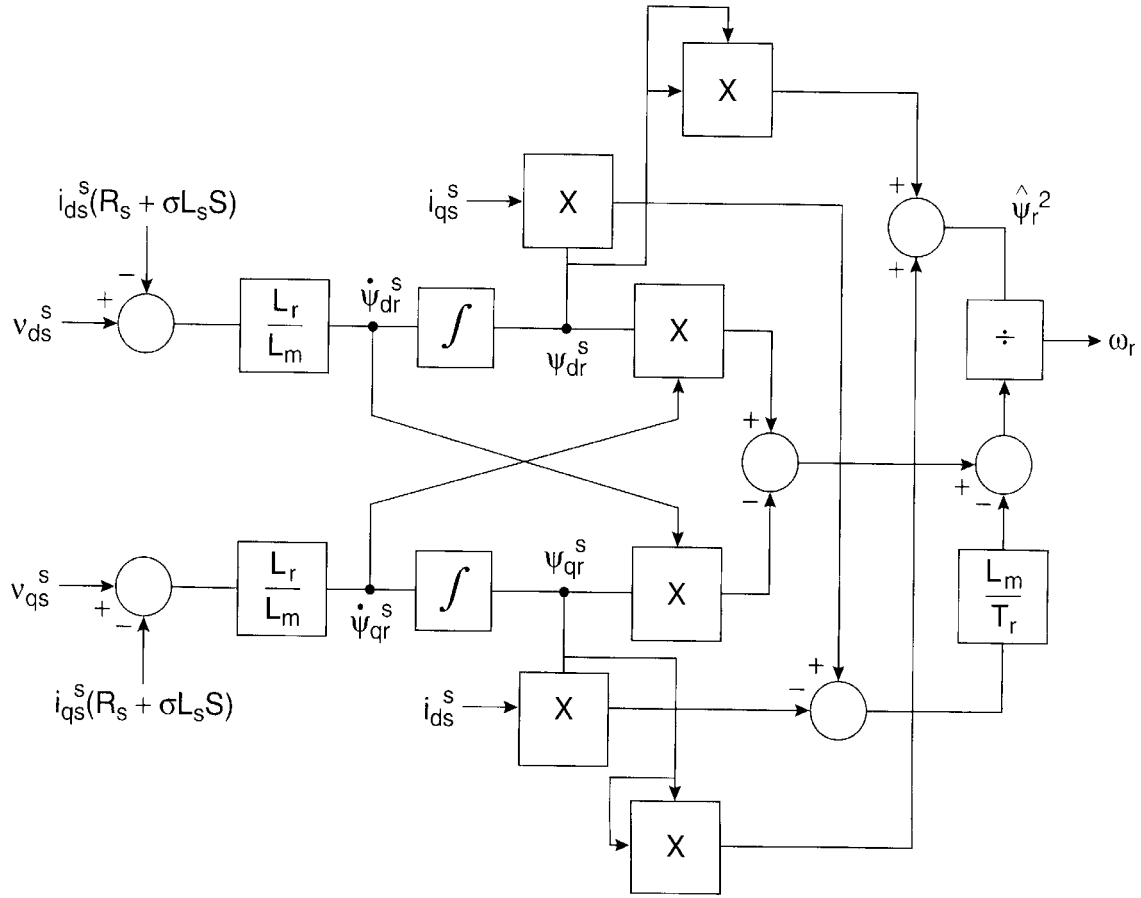 X
i_qs^s
X
i_ds^s(R_s + σL_sS)
+
ψ̂_r^2
+
−
+
v_ds^s
L_r
L_m
ψ̇_dr^s
∫
ψ_dr^s
X
÷
ω_r
+
−
+
−
v_qs^s
+
−
L_r
L_m
ψ̇_qr^s
∫
ψ_qr^s
X
L_m
T_r
i_qs^s(R_s + σL_sS)
i_ds^s
X
+
−
X